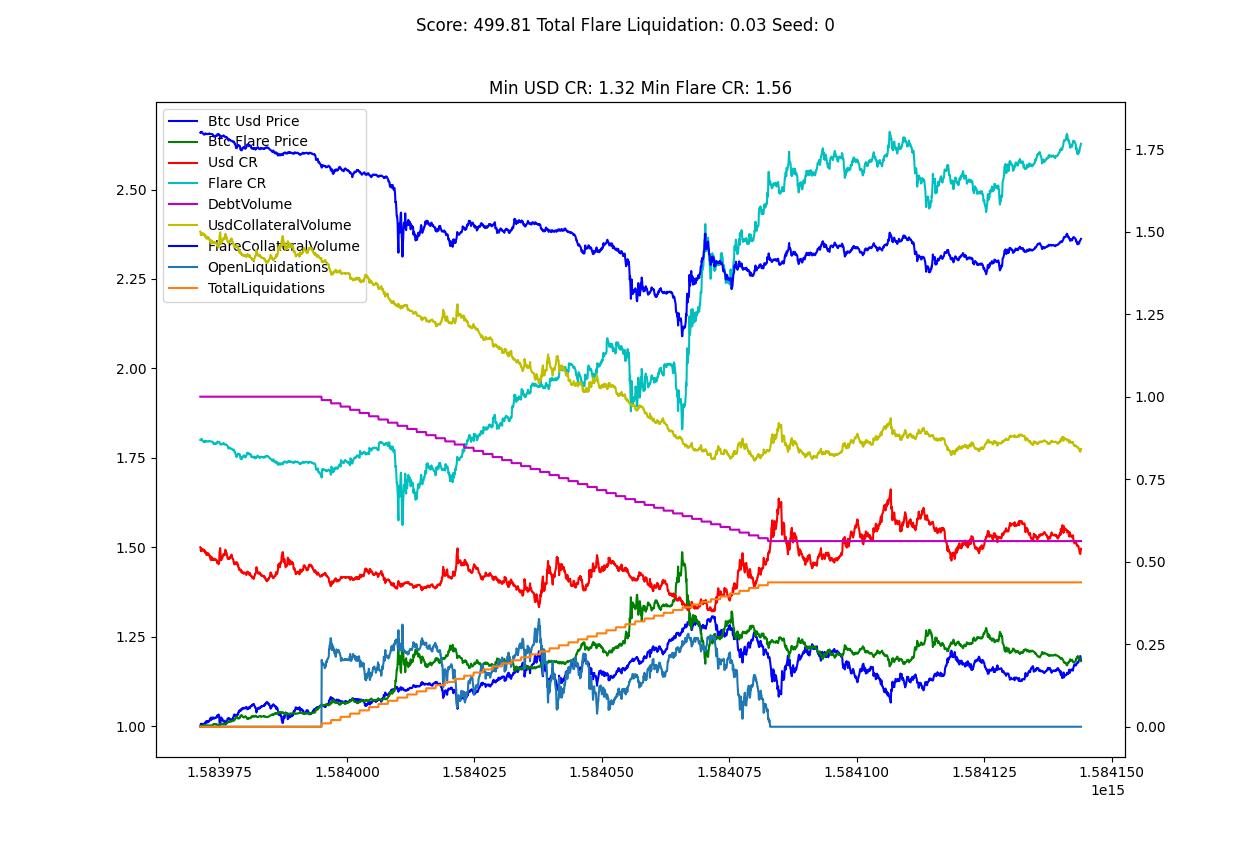 Score: 499.81 Total Flare Liquidation: 0.03 Seed: 0
Min USD CR: 1.32 Min Flare CR: 1.56
Btc Usd Price
Btc Flare Price
Usd CR
Flare CR
DebtVolume
UsdCollateralVolume
FlareCollateralVolume
OpenLiquidations
TotalLiquidations
2.50
2.25
2.00
1.75
1.50
1.25
1.00
1.75
1.50
1.25
1.00
0.75
0.50
0.25
0.00
1.583975 1.584000 1.584025 1.584050 1.584075 1.584100 1.584125 1.584150
1e15